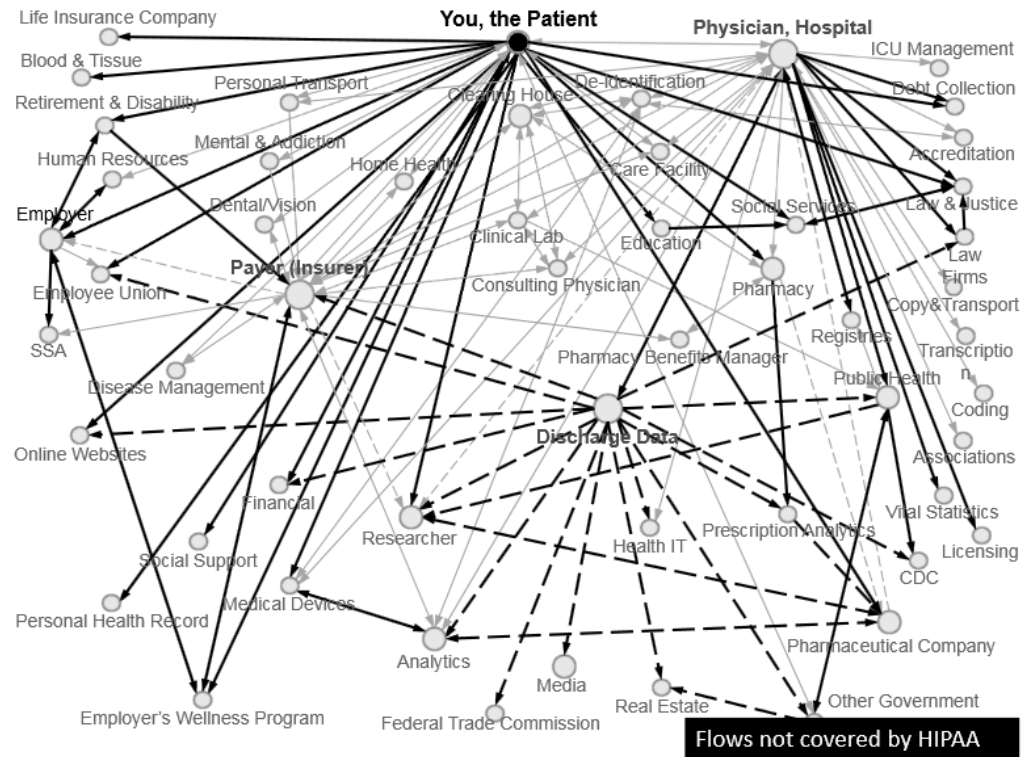 Life Insurance Company
You, the Patient
Physician, Hospital
Blood & Tissue
ICU Management
Personal Transport
De-Identification
Clearing House
Debt Collection
Retirement & Disability
Mental & Addiction
Accreditation
Human Resources
Home Health
Care Facility
Employer
Dental/Vision
Social Services
Law & Justice
Clinical Lab
Education
Law
Firms
Payor (Insurer)
Employee Union
Consulting Physician
Pharmacy
Copy&Transport
SSA
Registries
Transcriptio
n
Disease Management
Pharmacy Benefits Manager
Public Health
Coding
Discharge Data
Online Websites
Associations
Financial
Vital Statistics
Researcher
Health IT
Prescription Analytics
Licensing
Social Support
CDC
Medical Devices
Personal Health Record
Pharmaceutical Company
Analytics
Media
Real Estate
Other Government
Employer's Wellness Program
Federal Trade Commission
Flows not covered by HIPAA